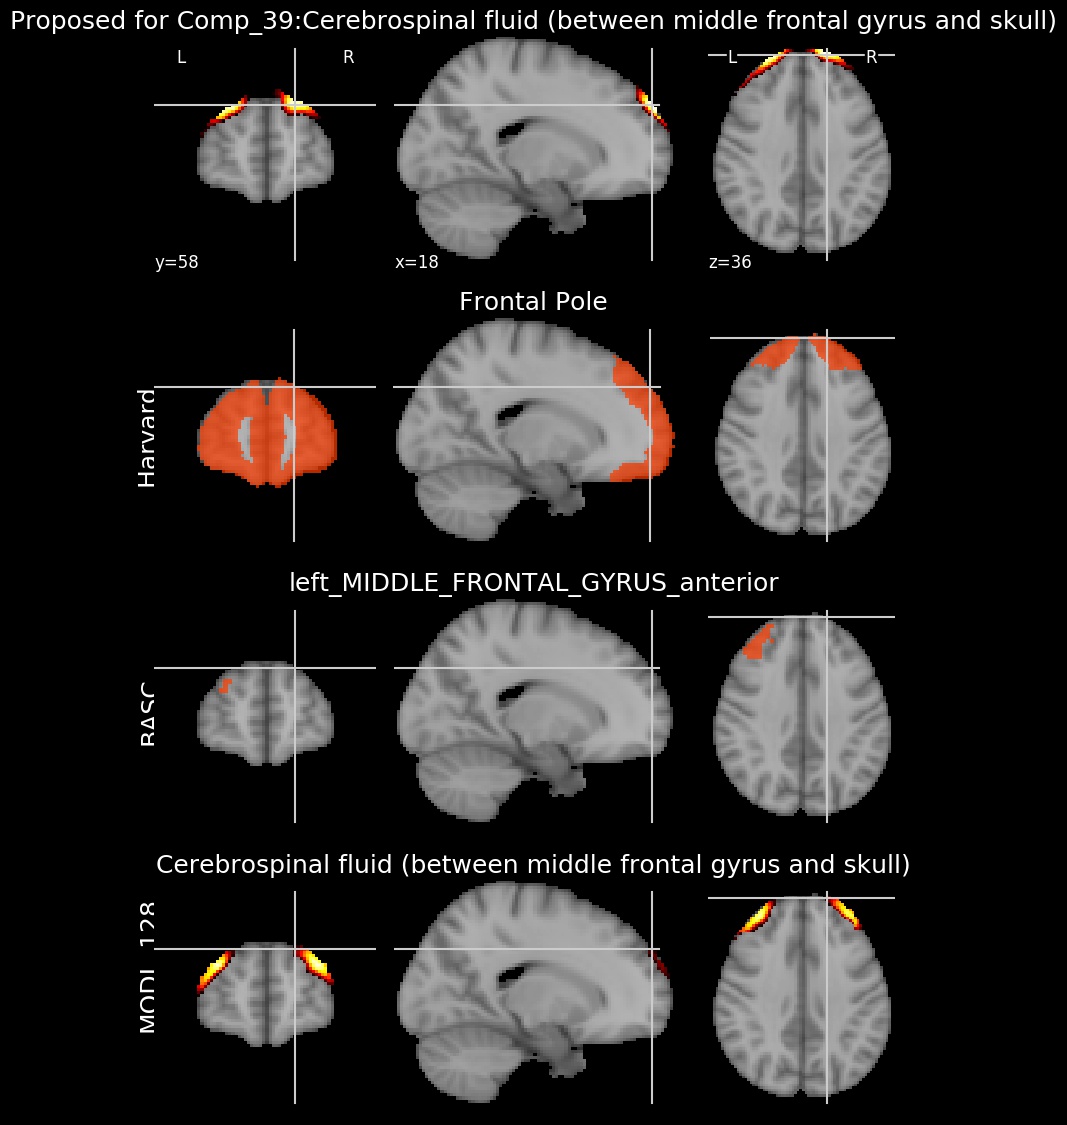 Proposed for Comp_39:Cerebrospinal fluid (between middle frontal gyrus and skull)
L R L R
y=58 x=18 z=36
Frontal Pole
Harvard
left_MIDDLE_FRONTAL_GYRUS_anterior
BASC
Cerebrospinal fluid (between middle frontal gyrus and skull)
MODL_128